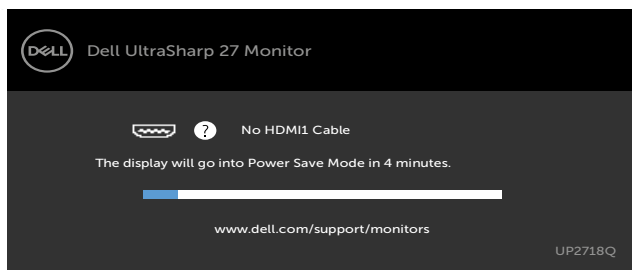 DELL
Dell UltraSharp 27 Monitor
? No HDMI1 Cable
The display will go into Power Save Mode in 4 minutes.
www.dell.com/support/monitors
UP2718Q